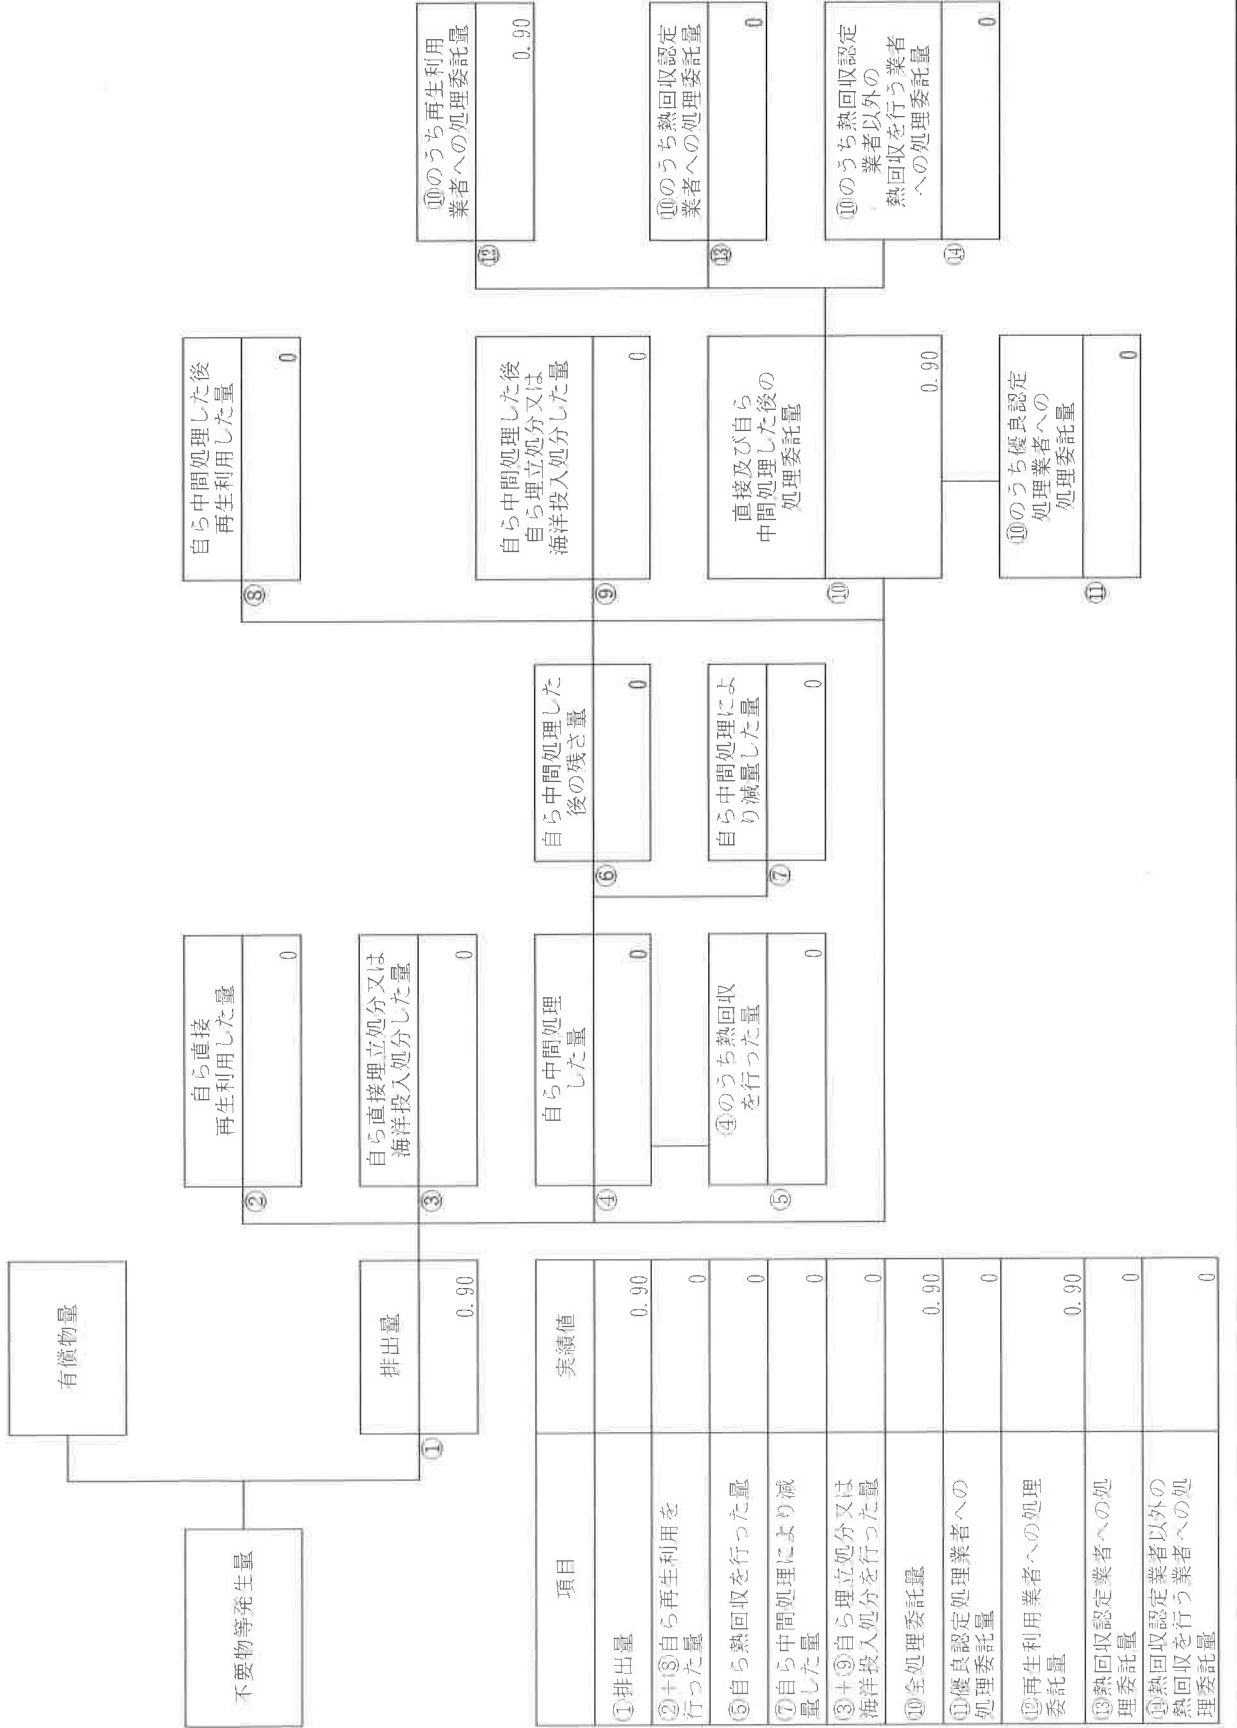 不要物等発生量
有償物量
排出量
①
0.90
自ら直接
再生利用した量
②
0
自ら直接埋立処分又は
海洋投入処分した量
③
0
自ら中間処理
した量
④
0
④のうち熱回収
を行った量
⑤
0
自ら中間処理した
後の残さ量
⑥
0
自ら中間処理によ
り減量した量
⑦
0
自ら中間処理した後
再生利用した量
⑧
0
自ら中間処理した後
自ら埋立処分又は
海洋投入処分した量
⑨
0
直接及び自ら
中間処理した後の
処理委託量
⑩
0.90
⑩のうち優良認定
処理業者への
処理委託量
⑪
0
⑩のうち再生利用
業者への処理委託量
⑫
0.90
⑩のうち熱回収認定
業者への処理委託量
⑬
0
⑩のうち熱回収認定
業者以外の
熱回収を行う業者
への処理委託量
⑭
0
項目 実績値
①排出量 0.90
②+⑧自ら再生利用を
行った量 0
⑤自ら熱回収を行った量 0
⑦自ら中間処理により減
量した量 0
③+⑨自ら埋立処分又は
海洋投入処分を行った量 0
⑩全処理委託量 0.90
⑪優良認定処理業者への
処理委託量 0
⑫再生利用業者への処理
委託量 0.90
⑬熱回収認定業者への処
理委託量 0
⑭熱回収認定業者以外の
熱回収を行う業者への処
理委託量 0